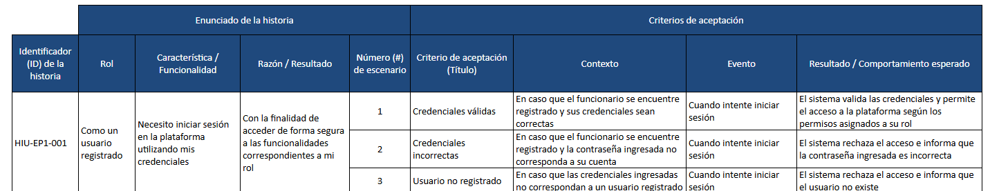 Enunciado de la historia
Criterios de aceptación
Identificador
(ID) de la
historia
Rol
Característica /
Funcionalidad
Razón / Resultado
Número (#)
de escenario
Criterio de aceptación
(Título)
Contexto
Evento
Resultado / Comportamiento esperado
HIU-EP1-001
Como un
usuario
registrado
Necesito iniciar sesión
en la plataforma
utilizando mis
credenciales
Con la finalidad de
acceder de forma segura
a las funcionalidades
correspondientes a mi
rol
1
Credenciales válidas
En caso que el funcionario se encuentre
registrado y sus credenciales sean
correctas
Cuando intente iniciar
sesión
El sistema valida las credenciales y permite
el acceso a la plataforma según los
permisos asignados a su rol
2
Credenciales
incorrectas
En caso que el funcionario se encuentre
registrado y la contraseña ingresada no
corresponda a su cuenta
Cuando intente iniciar
sesión
El sistema rechaza el acceso e informa que
la contraseña ingresada es incorrecta
3
Usuario no registrado
En caso que las credenciales ingresadas
no correspondan a un usuario registrado
Cuando intente iniciar
sesión
El sistema rechaza el acceso e informa que
el usuario no existe